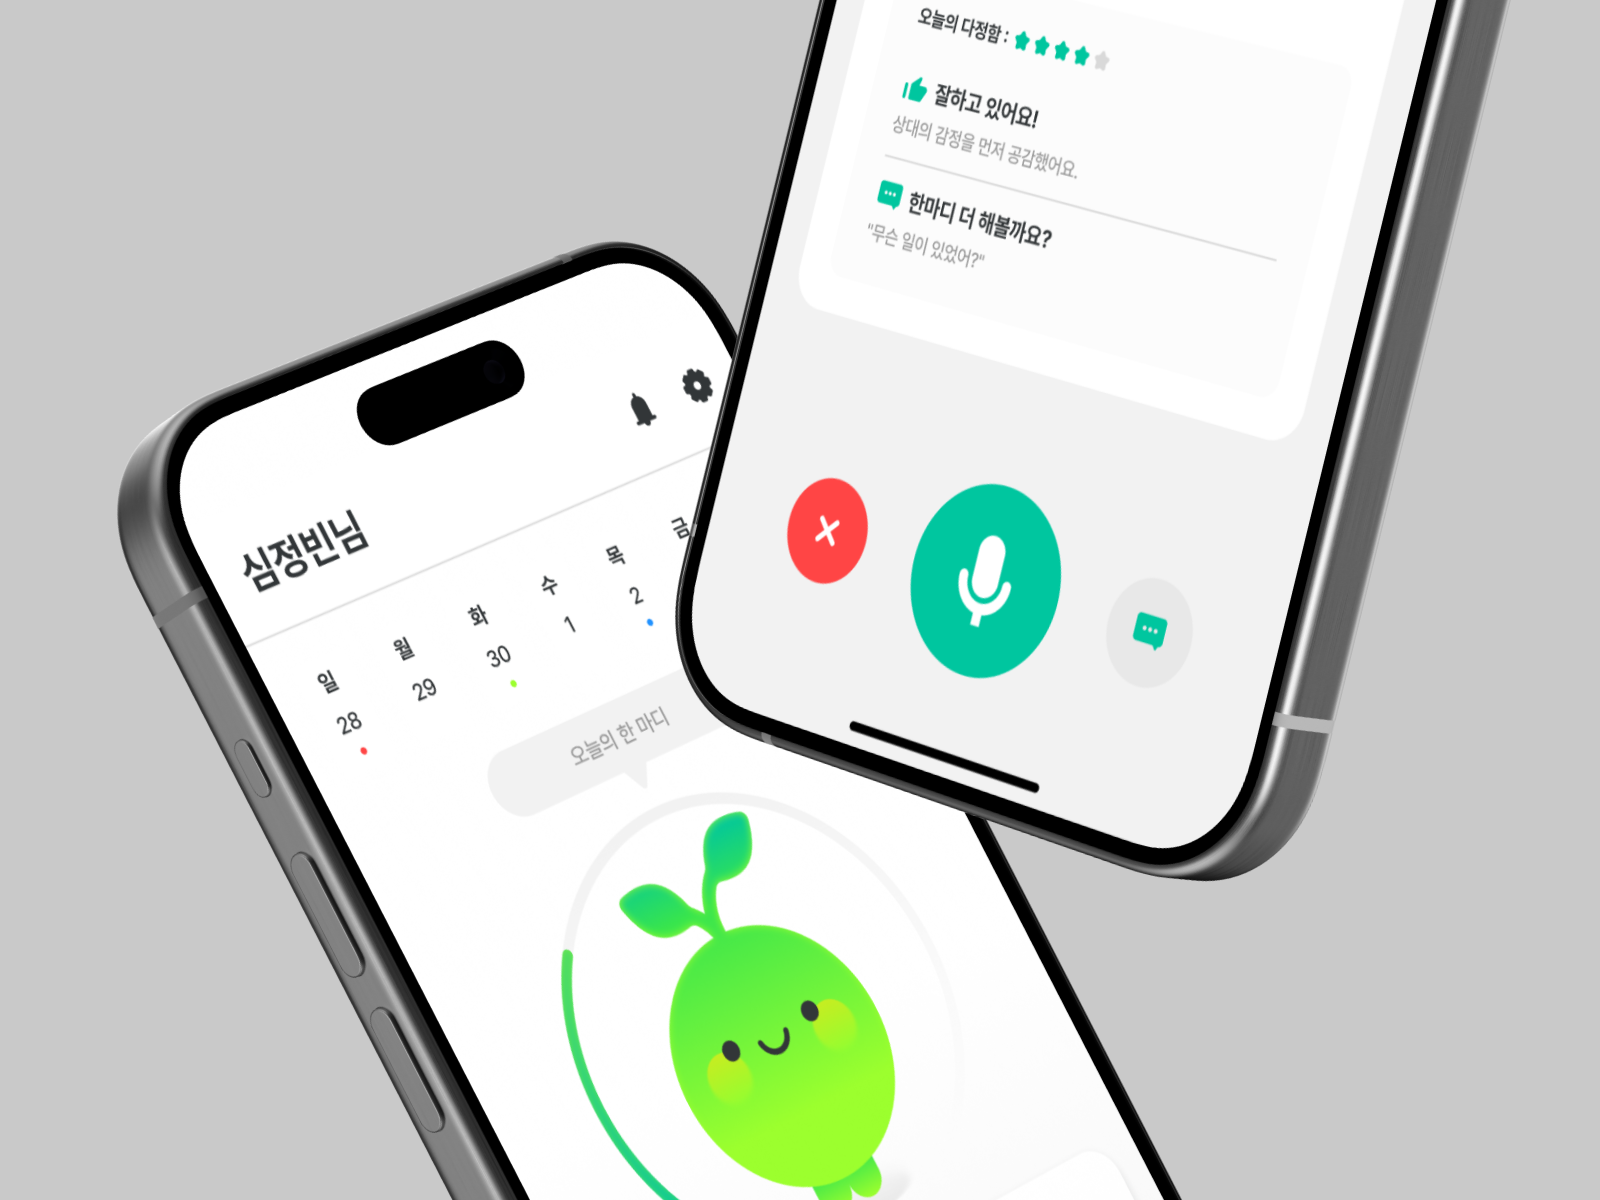 오늘의 다정함 :
잘하고 있어요!
상대의 감정을 먼저 공감했어요.
한마디 더 해볼까요?
"무슨 일이 있었어?"
심정빈님
일 월 화 수 목 금
28 29 30 1 2
오늘의 한 마디